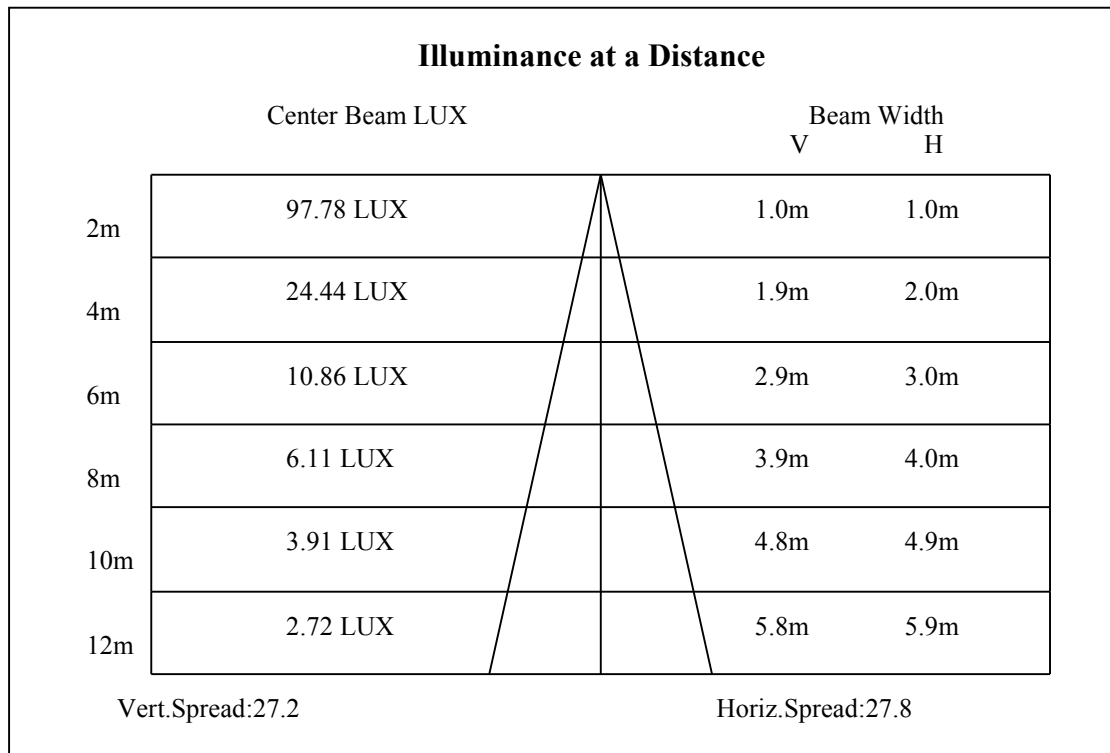 Illuminance at a Distance
Center Beam LUX Beam Width
V H
97.78 LUX 1.0m 1.0m
2m
24.44 LUX 1.9m 2.0m
4m
10.86 LUX 2.9m 3.0m
6m
6.11 LUX 3.9m 4.0m
8m
3.91 LUX 4.8m 4.9m
10m
2.72 LUX 5.8m 5.9m
12m
Vert.Spread:27.2 Horiz.Spread:27.8